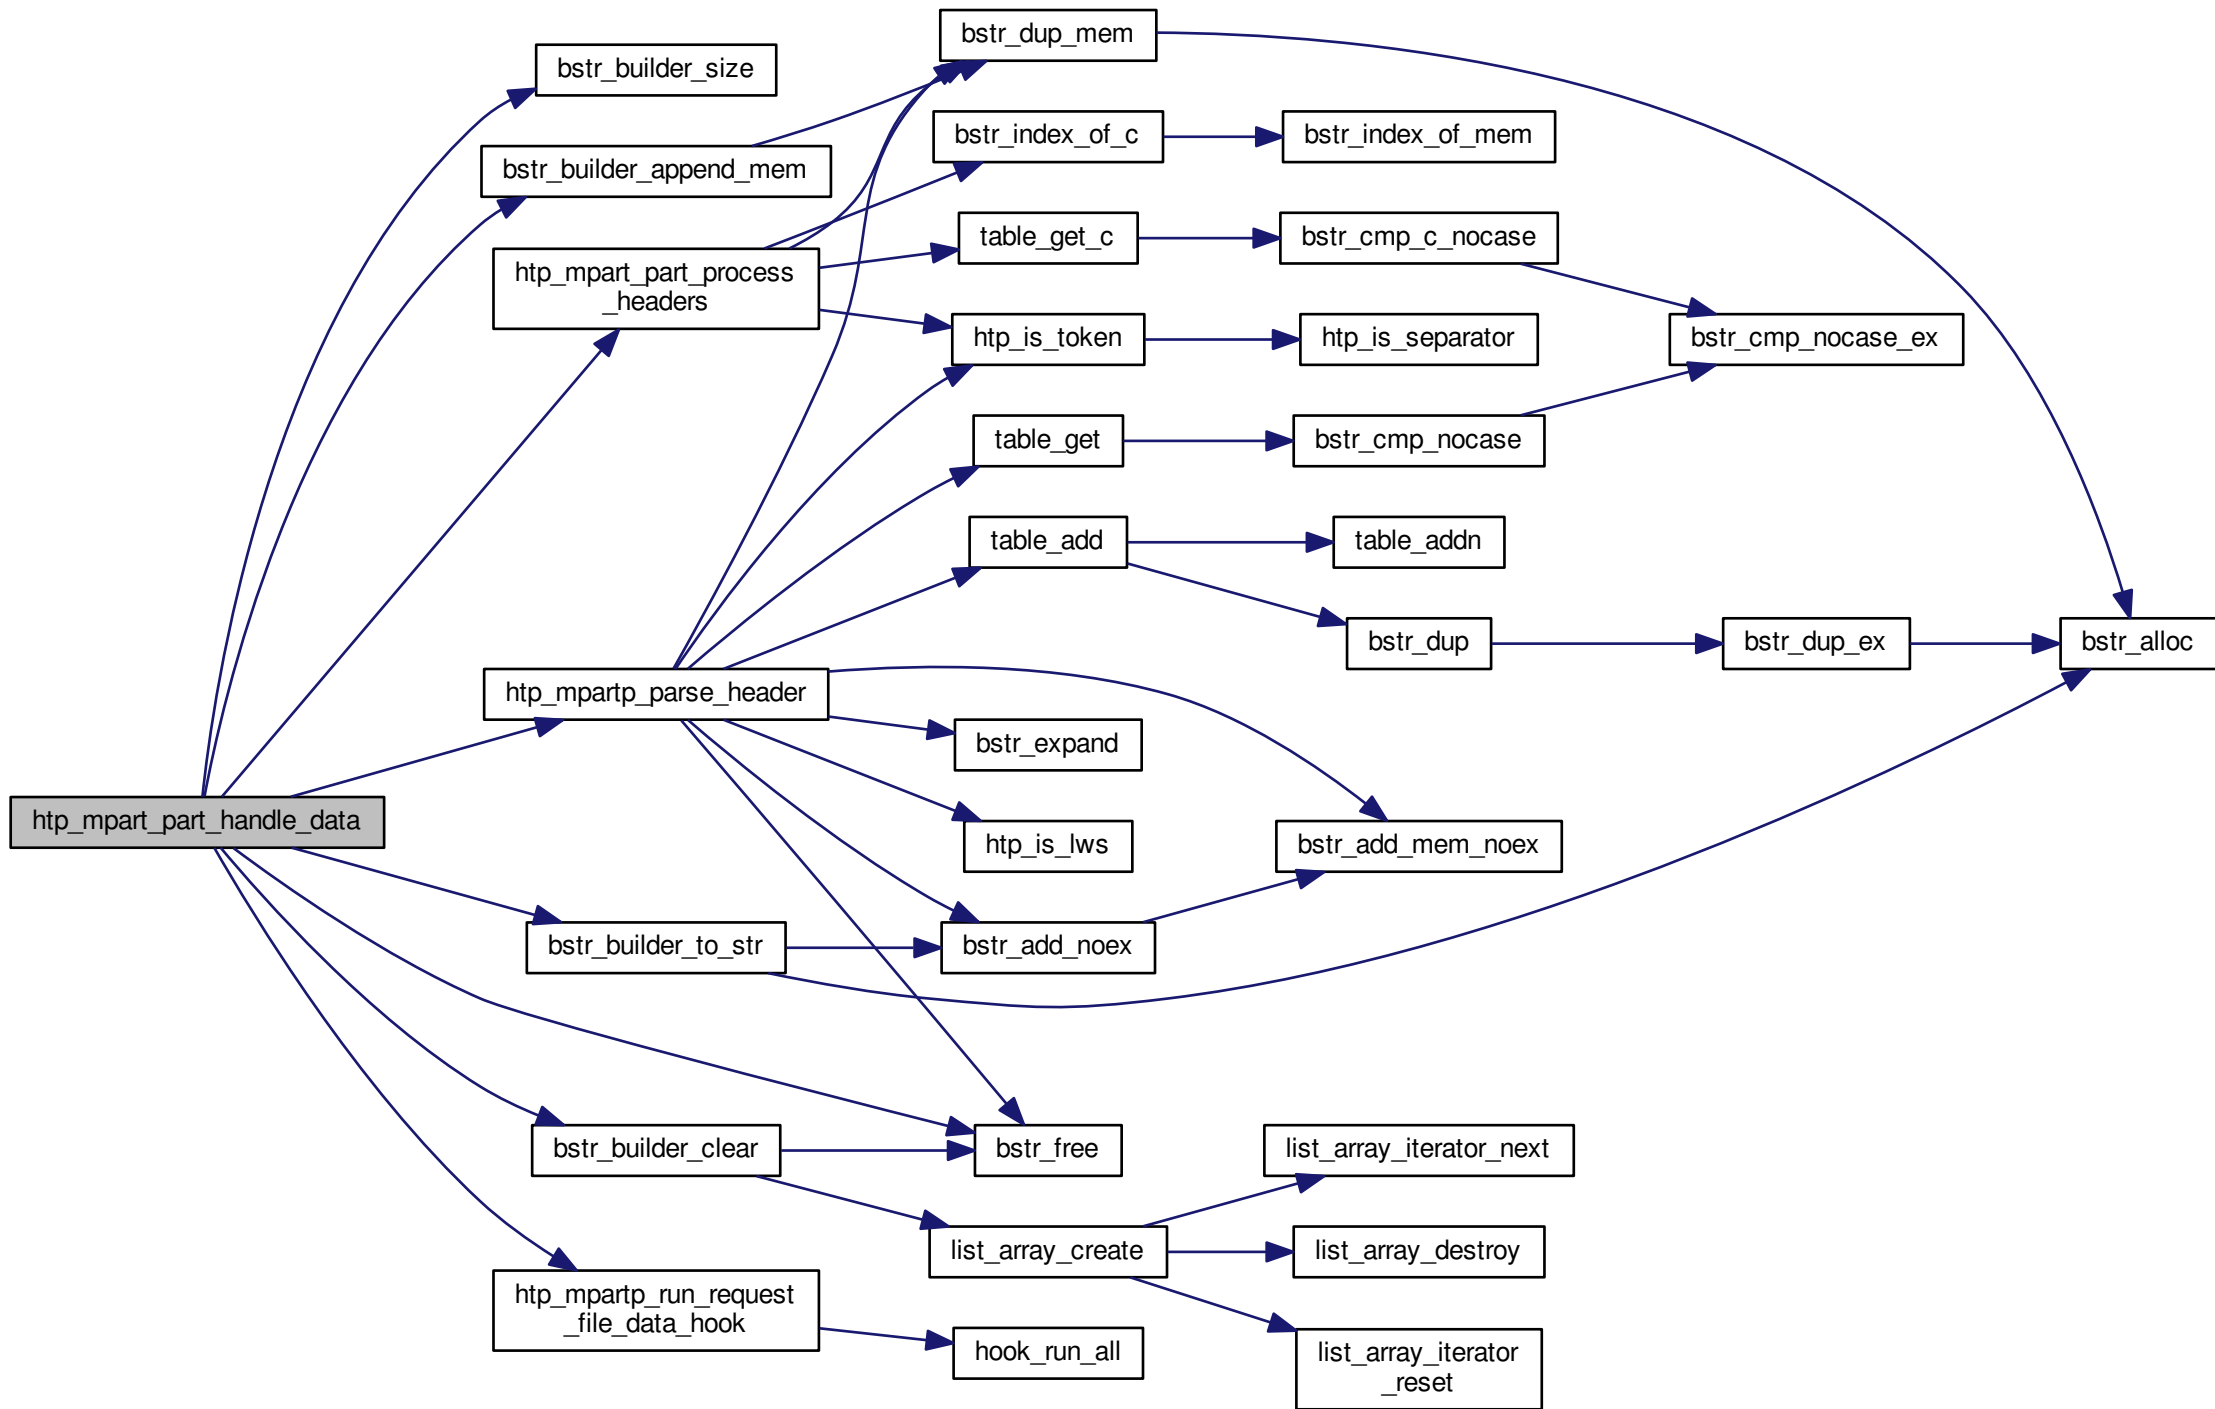 bstr_dup_mem
bstr_builder_size
bstr_index_of_c
bstr_index_of_mem
bstr_builder_append_mem
table_get_c
bstr_cmp_c_nocase
htp_mpart_part_process
_headers
htp_is_token
htp_is_separator
bstr_cmp_nocase_ex
table_get
bstr_cmp_nocase
table_add
table_addn
bstr_dup
bstr_dup_ex
bstr_alloc
htp_mpartp_parse_header
bstr_expand
htp_mpart_part_handle_data
htp_is_lws
bstr_add_mem_noex
bstr_builder_to_str
bstr_add_noex
bstr_builder_clear
bstr_free
list_array_iterator_next
list_array_create
list_array_destroy
htp_mpartp_run_request
_file_data_hook
hook_run_all
list_array_iterator
_reset